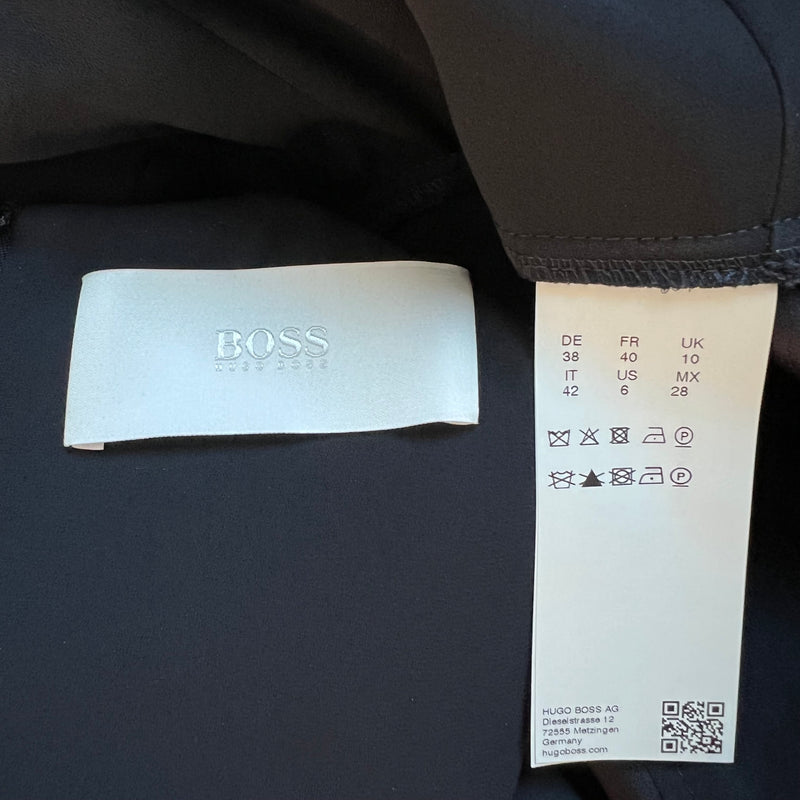 BOSS
HUGO BOSS
DE FR UK
38 40 10
IT US MX
42 6 28
P
P
HUGO BOSS AG
Dieselstrasse 12
72555 Metzingen
Germany
hugoboss.com